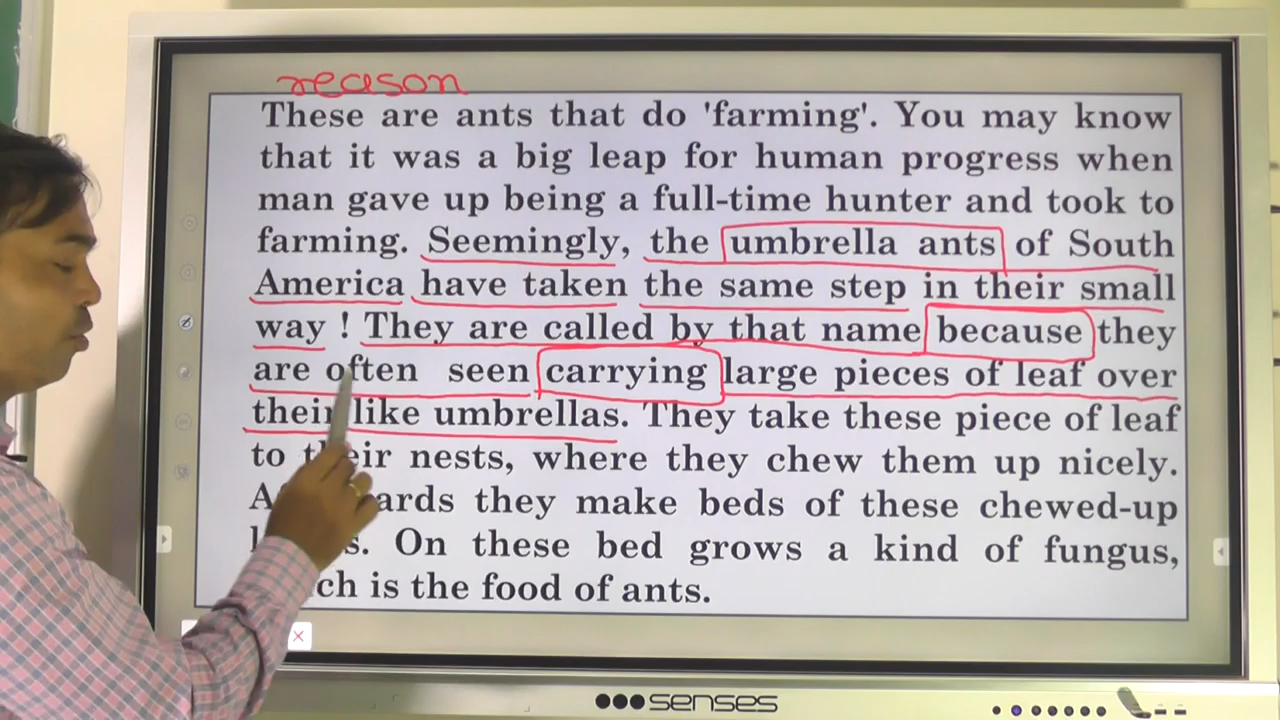 reason
These are ants that do 'farming'. You may know
that it was a big leap for human progress when
man gave up being a full-time hunter and took to
farming. Seemingly, the umbrella ants of South
America have taken the same step in their small
way ! They are called by that name because they
are often seen carrying large pieces of leaf over
their like umbrellas. They take these piece of leaf
to their nests, where they chew them up nicely.
they make beds of these chewed-up
On these bed grows a kind of fungus,
is the food of ants.
senses